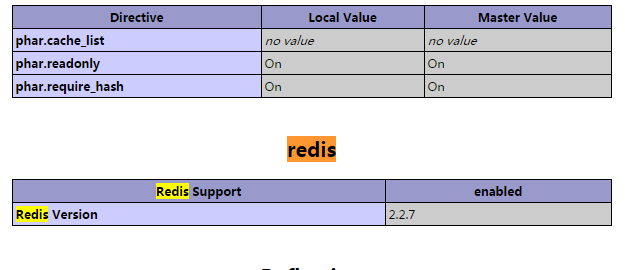 Directive Local Value Master Value
phar.cache_list no value no value
phar.readonly On On
phar.require_hash On On
redis
Redis Support enabled
Redis Version 2.2.7